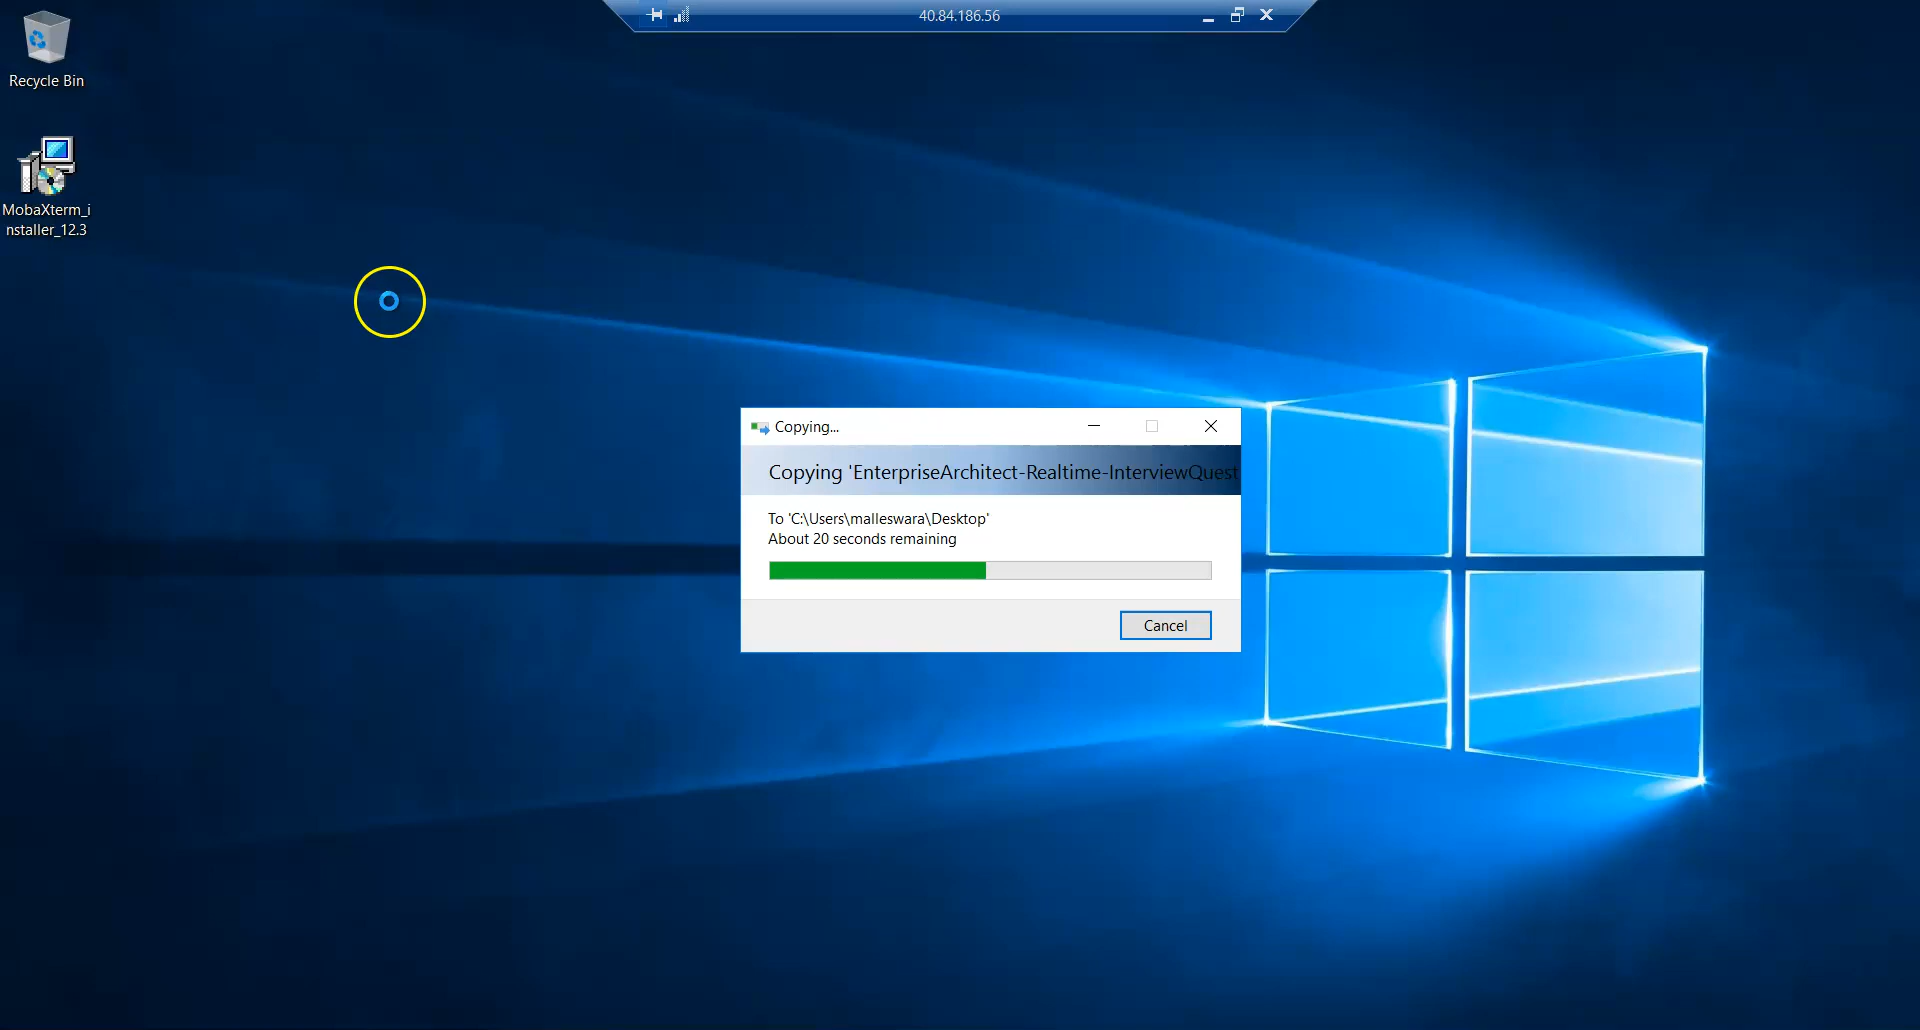 40.84.186.56
Recycle Bin
MobaXterm_i
nstaller_12.3
Copying...
Copying 'EnterpriseArchitect-Realtime-InterviewQuest
To 'C:\Users\malleswara\Desktop'
About 20 seconds remaining
Cancel